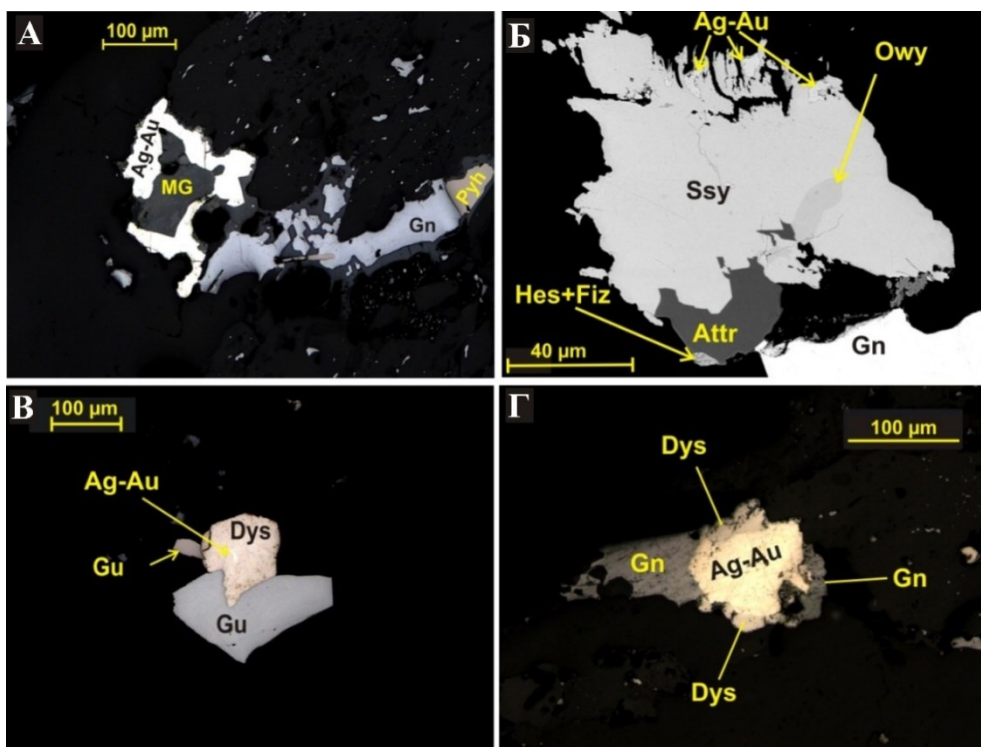 А
100 µm
Ag-Au
MG
Gn
Pyh
Б
Ag-Au
Owy
Ssy
Hes+Fiz
Attr
40 µm
Gn
В
100 µm
Ag-Au
Dys
Gu
Gu
Г
100 µm
Dys
Gn
Ag-Au
Gn
Dys